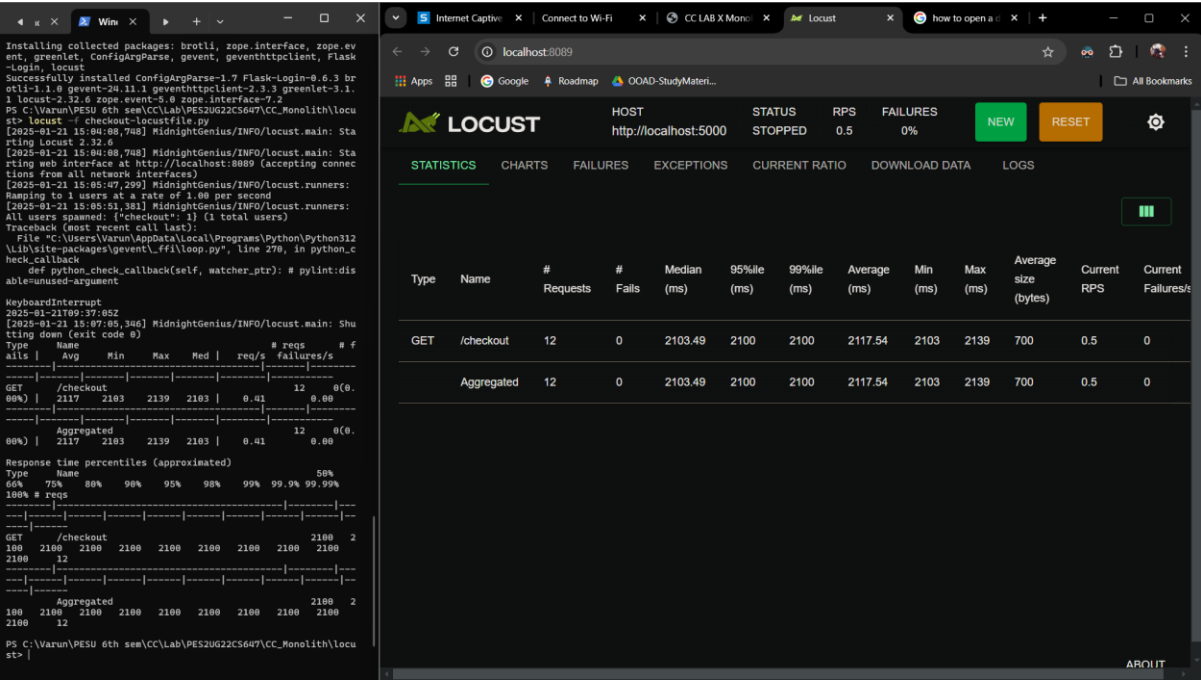 Wind
Installing collected packages: brotli, zope.interface, zope.ev
ent, greenlet, ConfigArgParse, gevent, geventhttpclient, Flask
-Login, locust
Successfully installed ConfigArgParse-1.7 Flask-Login-0.6.3 br
otli-1.1.0 gevent-24.11.1 geventhttpclient-2.3.3 greenlet-3.1.
1 locust-2.32.6 zope.event-5.0 zope.interface-7.2
PS C:\Varun\PESU 6th sem\CC\Lab\PES2UG22CS647\CC_Monolith\locu
st> locust -f checkout-locustfile.py
[2025-01-21 15:04:08,748] MidnightGenius/INFO/locust.main: Sta
rting Locust 2.32.6
[2025-01-21 15:04:08,748] MidnightGenius/INFO/locust.main: Sta
rting web interface at http://localhost:8089 (accepting connec
tions from all network interfaces)
[2025-01-21 15:05:47,299] MidnightGenius/INFO/locust.runners:
Ramping to 1 users at a rate of 1.00 per second
[2025-01-21 15:05:51,381] MidnightGenius/INFO/locust.runners:
All users spawned: {"checkout": 1} (1 total users)
Traceback (most recent call last):
File "C:\Users\Varun\AppData\Local\Programs\Python\Python312
\Lib\site-packages\gevent\_ffi\loop.py", line 270, in python_c
heck_callback
def python_check_callback(self, watcher_ptr): # pylint:dis
able=unused-argument
KeyboardInterrupt
2025-01-21T09:37:05Z
[2025-01-21 15:07:05,346] MidnightGenius/INFO/locust.main: Shu
tting down (exit code 0)
Type Name # reqs # f
ails | Avg Min Max Med | req/s failures/s
--------|----------------------------------|-------|--------
-----|-------|-------|-------|-------|--------|-----------
GET /checkout 12 0(0.
00%) | 2117 2103 2139 2103 | 0.41 0.00
--------|----------------------------------|-------|--------
-----|-------|-------|-------|-------|--------|-----------
Aggregated 12 0(0.
00%) | 2117 2103 2139 2103 | 0.41 0.00
Response time percentiles (approximated)
Type Name 50%
66% 75% 80% 90% 95% 98% 99% 99.9% 99.99%
100% # reqs
--------|--------------------------------------|--------|---
---|------|------|------|------|------|------|------|------|--
----|------
GET /checkout 2100 2
100 2100 2100 2100 2100 2100 2100 2100 2100
2100 12
--------|--------------------------------------|--------|---
---|------|------|------|------|------|------|------|------|--
----|------
Aggregated 2100 2
100 2100 2100 2100 2100 2100 2100 2100 2100
2100 12
PS C:\Varun\PESU 6th sem\CC\Lab\PES2UG22CS647\CC_Monolith\locu
st>
Internet Captive Connect to Wi-Fi CC LAB X Monol Locust how to open a d
localhost:8089
Apps Google Roadmap OOAD-StudyMateri... All Bookmarks
LOCUST
HOST STATUS RPS FAILURES
http://localhost:5000 STOPPED 0.5 0%
NEW RESET
STATISTICS CHARTS FAILURES EXCEPTIONS CURRENT RATIO DOWNLOAD DATA LOGS
Type Name # Requests # Fails Median (ms) 95%ile (ms) 99%ile (ms) Average (ms) Min (ms) Max (ms) Average size (bytes) Current RPS Current Failures/s
GET /checkout 12 0 2103.49 2100 2100 2117.54 2103 2139 700 0.5 0
Aggregated 12 0 2103.49 2100 2100 2117.54 2103 2139 700 0.5 0
ABOUT